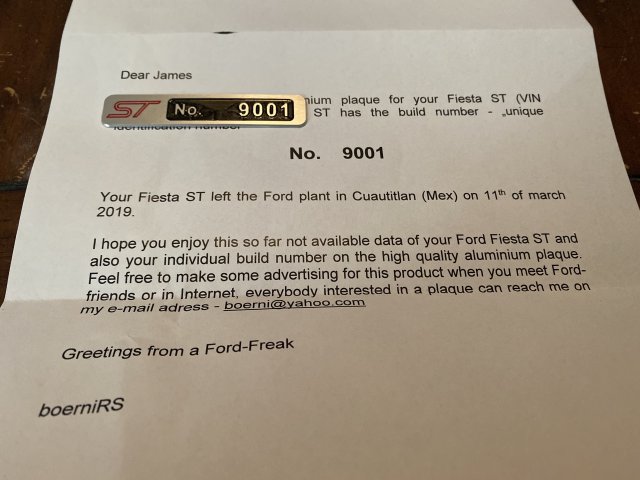 Dear James
ST No. 9001
plaque for your Fiesta ST (VIN
ST has the build number - „unique
identification number
No. 9001
Your Fiesta ST left the Ford plant in Cuautitlan (Mex) on 11th of march
2019.
I hope you enjoy this so far not available data of your Ford Fiesta ST and
also your individual build number on the high quality aluminium plaque.
Feel free to make some advertising for this product when you meet Ford-
friends or in Internet, everybody interested in a plaque can reach me on
my e-mail adress - boerni@yahoo.com
Greetings from a Ford-Freak
boerniRS